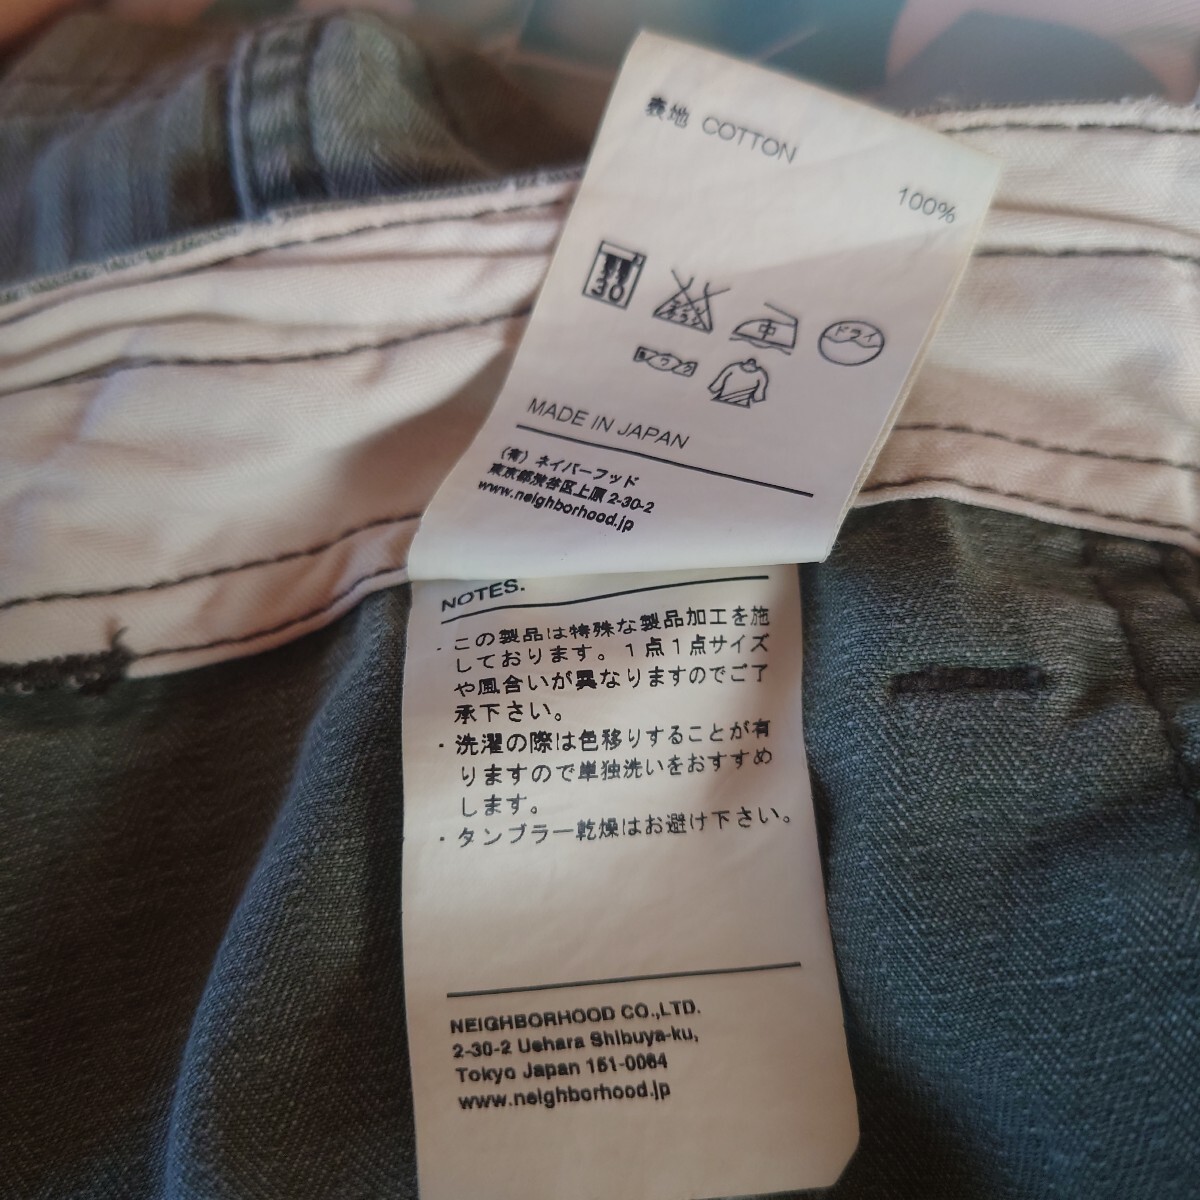 表地 COTTON
100%
30
中
ドライ
MADE IN JAPAN
(有) ネイバーフッド
東京都渋谷区上原 2-30-2
www.neighborhood.jp
NOTES.
・この製品は特殊な製品加工を施
しております。1点1点サイズ
や風合いが異なりますのでご了
承下さい。
・洗濯の際は色移りすることが有
りますので単独洗いをおすすめ
します。
・タンブラー乾燥はお避け下さい。
NEIGHBORHOOD CO.,LTD.
2-30-2 Uehara Shibuya-ku,
Tokyo Japan 151-0064
www.neighborhood.jp